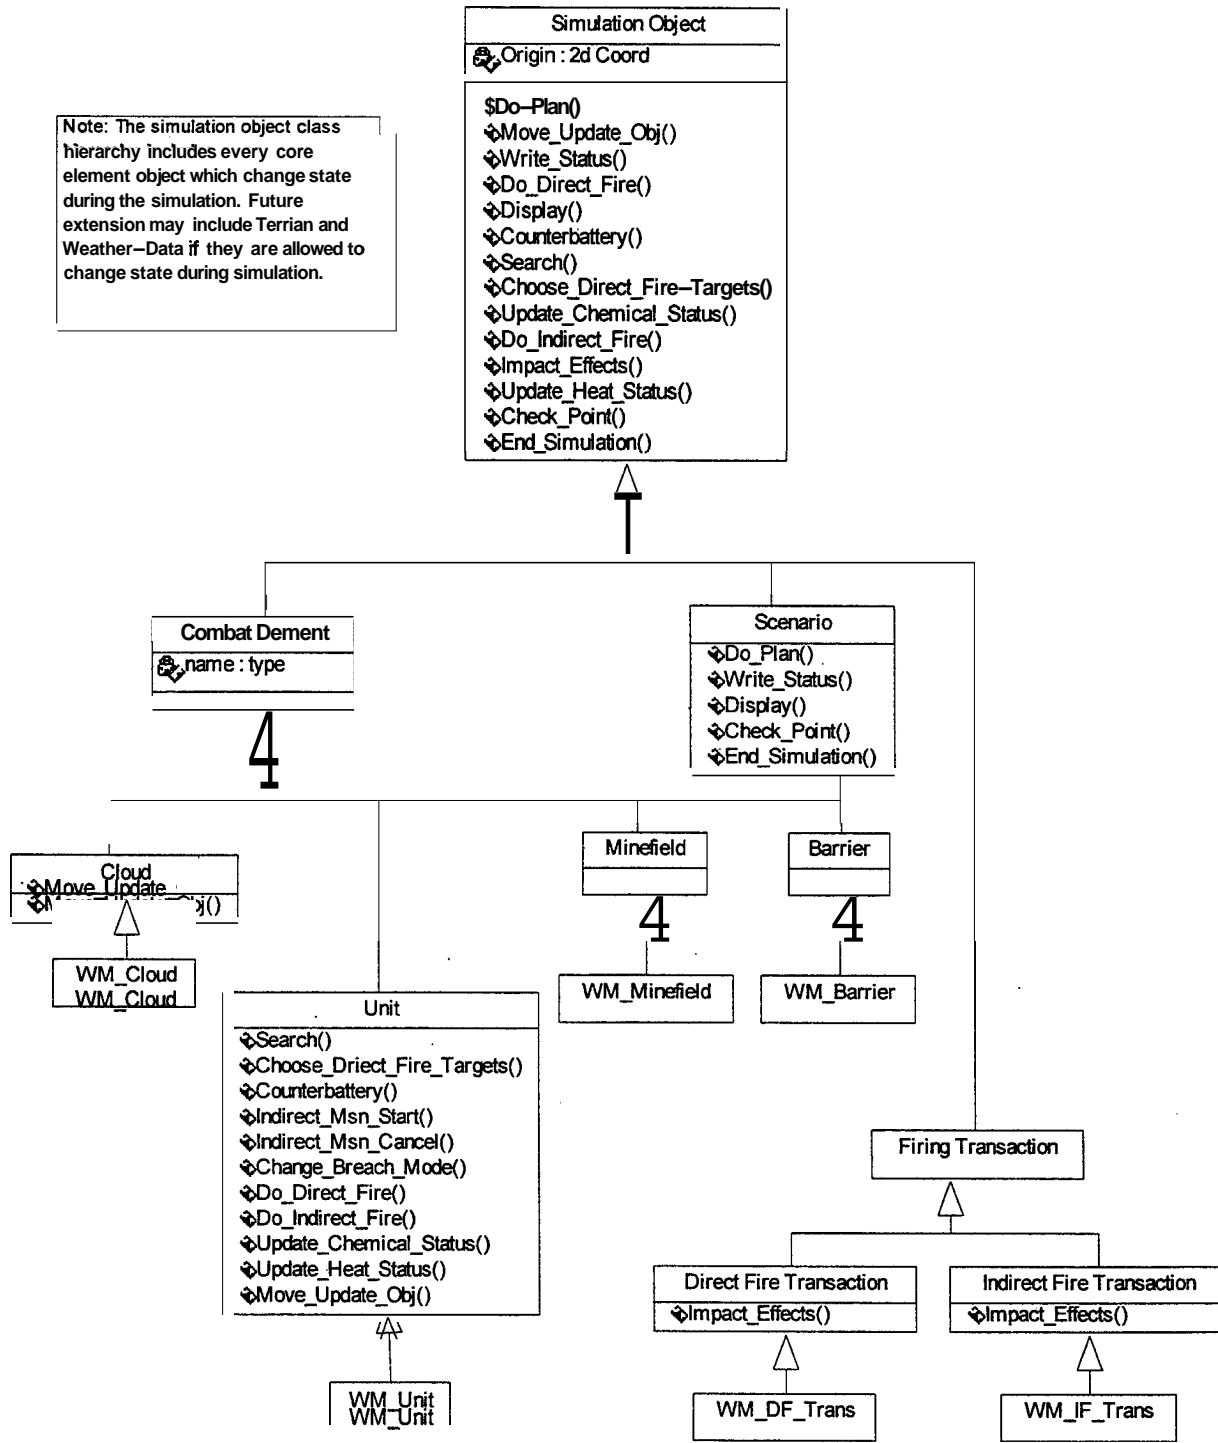 Simulation Object
Origin : 2d Coord
$Do–Plan()
Move_Update_Obj()
Write_Status()
Do_Direct_Fire()
Display()
Counterbattery()
Search()
Choose_Direct_Fire–Targets()
Update_Chemical_Status()
Do_Indirect_Fire()
Impact_Effects()
Update_Heat_Status()
Check_Point()
End_Simulation()
Note: The simulation object class
hierarchy includes every core
element object which change state
during the simulation. Future
extension may include Terrian and
Weather–Data if they are allowed to
change state during simulation.
Combat Dement
name : type
4
Scenario
Do_Plan()
Write_Status()
Display()
Check_Point()
End_Simulation()
Cloud
Move_Update
bj()
WM_Cloud
WM_Cloud
Minefield
4
WM_Minefield
Barrier
4
WM_Barrier
Unit
Search()
Choose_Driect_Fire_Targets()
Counterbattery()
Indirect_Msn_Start()
Indirect_Msn_Cancel()
Change_Breach_Mode()
Do_Direct_Fire()
Do_Indirect_Fire()
Update_Chemical_Status()
Update_Heat_Status()
Move_Update_Obj()
WM_Unit
WM_Unit
Firing Transaction
Direct Fire Transaction
Impact_Effects()
Indirect Fire Transaction
Impact_Effects()
WM_DF_Trans
WM_IF_Trans